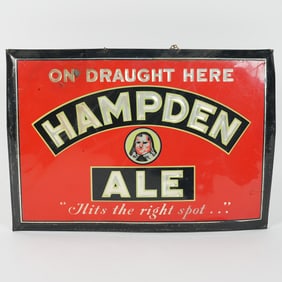 ON DRAUGHT HERE
HAMPDEN
ALE
"Hits the right spot..."